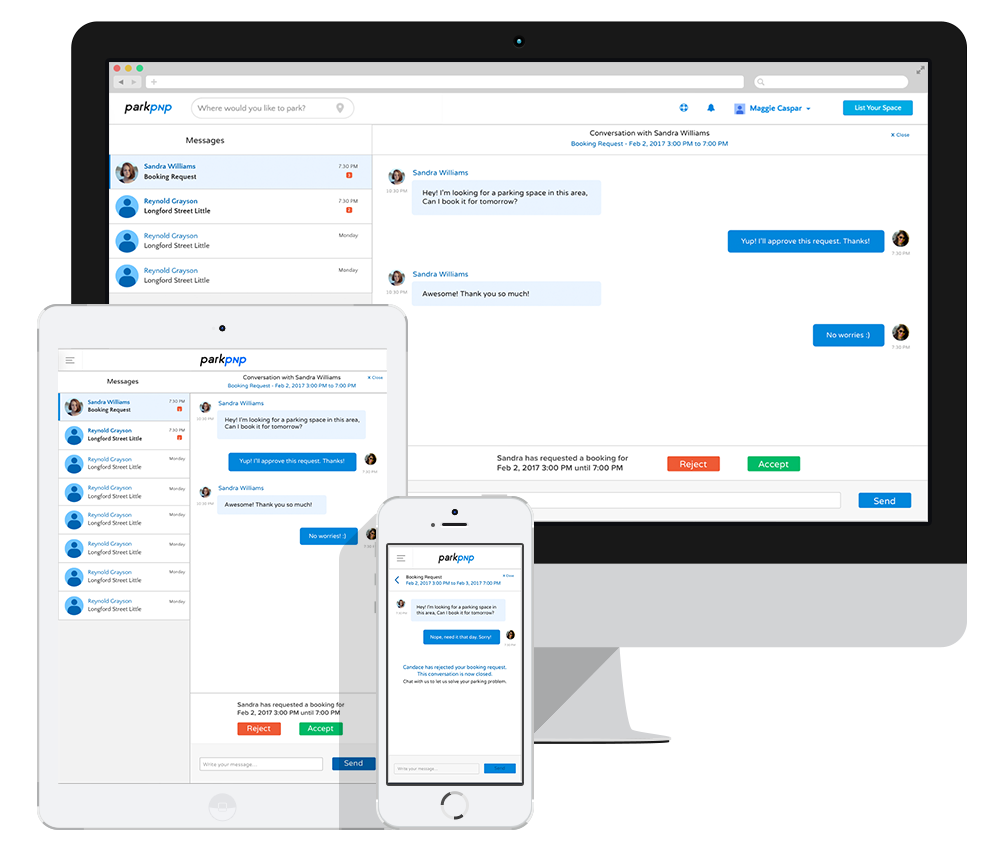 parkpnp
Where would you like to park?
Maggie Caspar
List Your Space
Messages
Conversation with Sandra Williams
Booking Request - Feb 2, 2017 3:00 PM to 7:00 PM
× Close
Sandra Williams
7:30 PM
Booking Request
Reynold Grayson
7:30 PM
Longford Street Little
2
Reynold Grayson
Monday
Longford Street Little
Reynold Grayson
Monday
Longford Street Little
Sandra Williams
Hey! I'm looking for a parking space in this area,
Can I book it for tomorrow?
10:30 PM
Yup! I'll approve this request. Thanks!
7:30 PM
Sandra Williams
Awesome! Thank you so much!
10:30 PM
No worries :)
7:30 PM
Sandra has requested a booking for
Feb 2, 2017 3:00 PM until 7:00 PM
Reject
Accept
Send
parkpnp
Messages
Conversation with Sandra Williams
Booking Request - Feb 2, 2017 3:00 PM to 7:00 PM
× Close
Sandra Williams
7:30 PM
Booking Request
Reynold Grayson
7:30 PM
Longford Street Little
Reynold Grayson
Monday
Longford Street Little
Reynold Grayson
Monday
Longford Street Little
Reynold Grayson
Monday
Longford Street Little
Reynold Grayson
Monday
Longford Street Little
Reynold Grayson
Monday
Longford Street Little
Reynold Grayson
Monday
Longford Street Little
Sandra Williams
Hey! I'm looking for a parking space in this area,
Can I book it for tomorrow?
10:30 PM
Yup! I'll approve this request. Thanks!
7:30 PM
Sandra Williams
Awesome! Thank you so much!
10:30 PM
No worries! :)
Sandra has requested a booking for
Feb 2, 2017 3:00 PM until 7:00 PM
Reject
Accept
Write your message...
Send
parkpnp
Booking Request
× Close
Feb 2, 2017 3:00 PM to Feb 3, 2017 7:00 PM
Hey! I'm looking for a parking space in
this area, Can I book it for tomorrow?
Nope, need it that day. Sorry!
Candace has rejected your booking request.
This conversation is now closed.
Chat with us to let us solve your parking problem.
Write your message...
Send